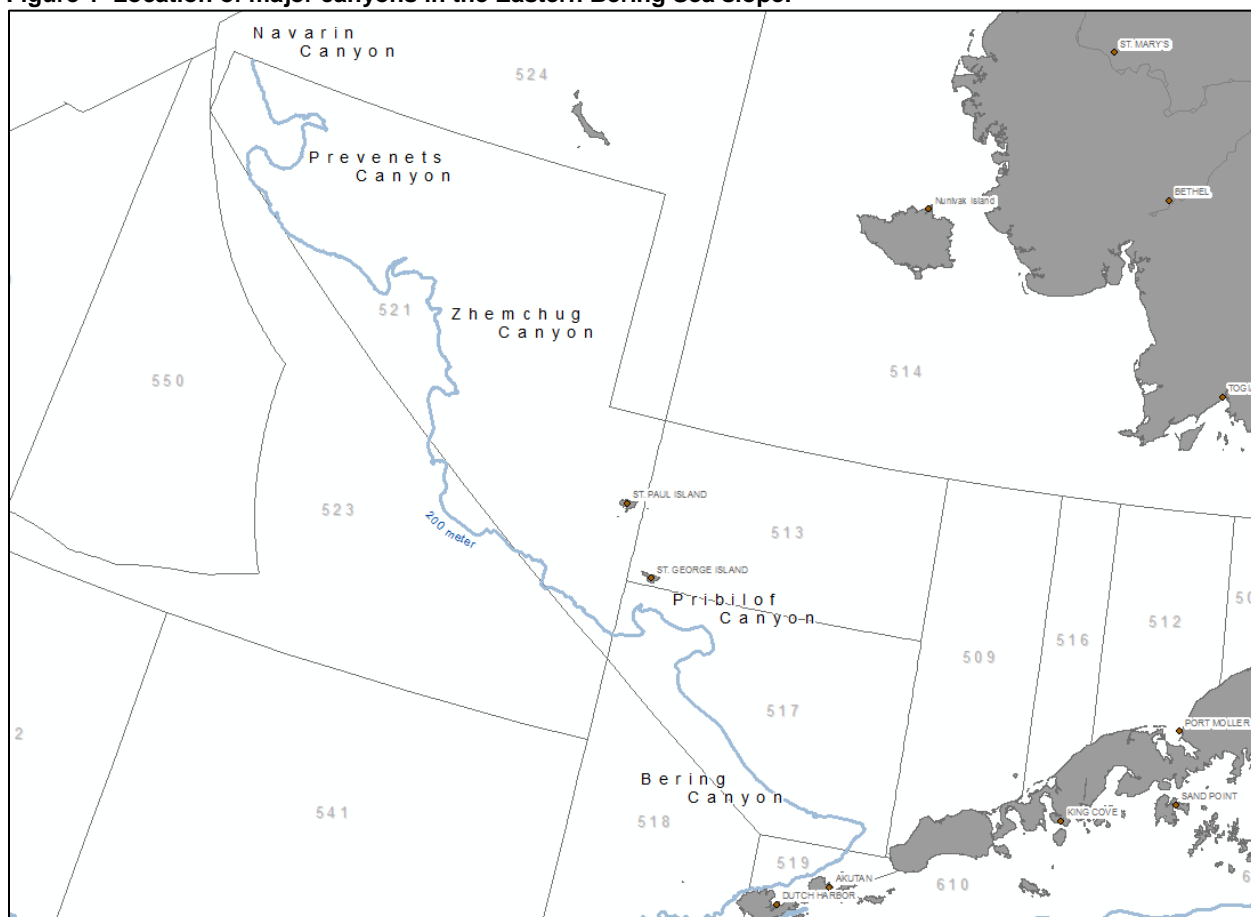 Navarin
Canyon
524
ST. MARY'S
Prevenets
Canyon
BETHEL
Nunivak Island
521
Zhemchug
Canyon
550
514
523
200 meter
ST. PAUL ISLAND
513
ST. GEORGE ISLAND
Pribilof
Canyon
509
516
512
517
PORT MOLLER
2
Bering
Canyon
541
518
SAND POINT
KING COVE
519
AKUTAN
610
DUTCH HARBOR